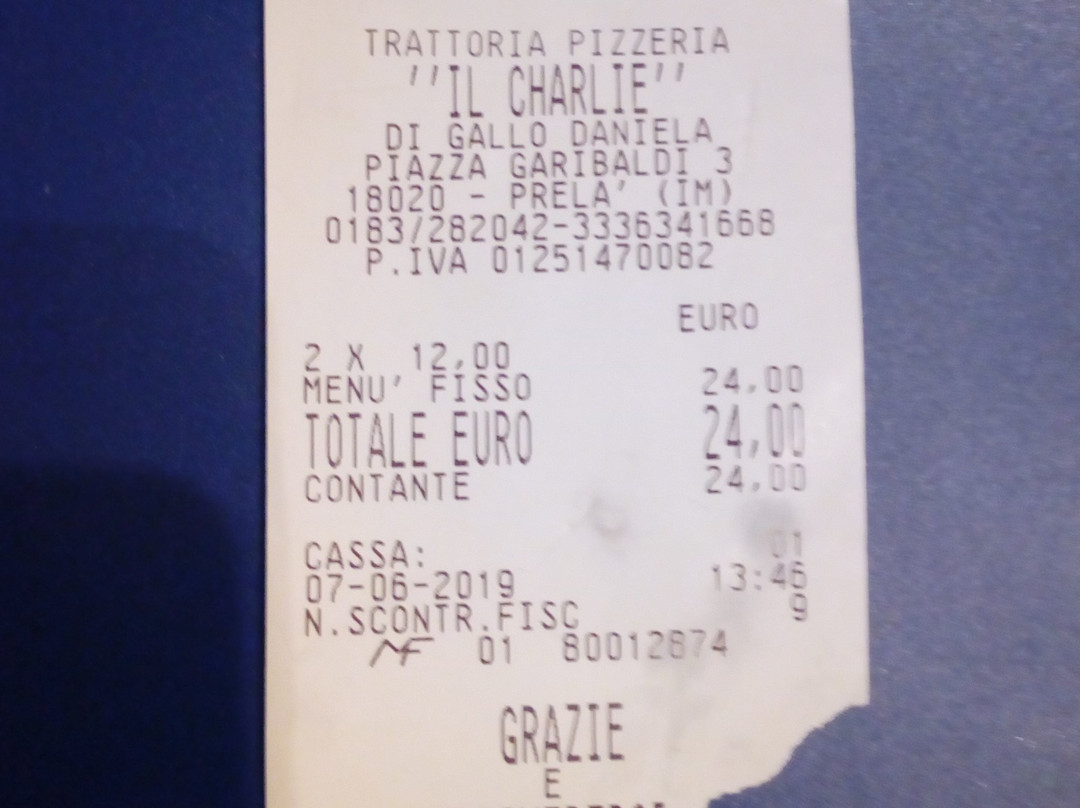 TRATTORIA PIZZERIA
''IL CHARLIE''
DI GALLO DANIELA
PIAZZA GARIBALDI 3
18020 - PRELA' (IM)
0183/282042-3336341668
P.IVA 01251470082
EURO
2 X 12,00
MENU' FISSO 24,00
TOTALE EURO 24,00
CONTANTE 24,00
CASSA: 01
07-06-2019 13:46
N.SCONTR.FISC 9
MF 01 80012874
GRAZIE
E